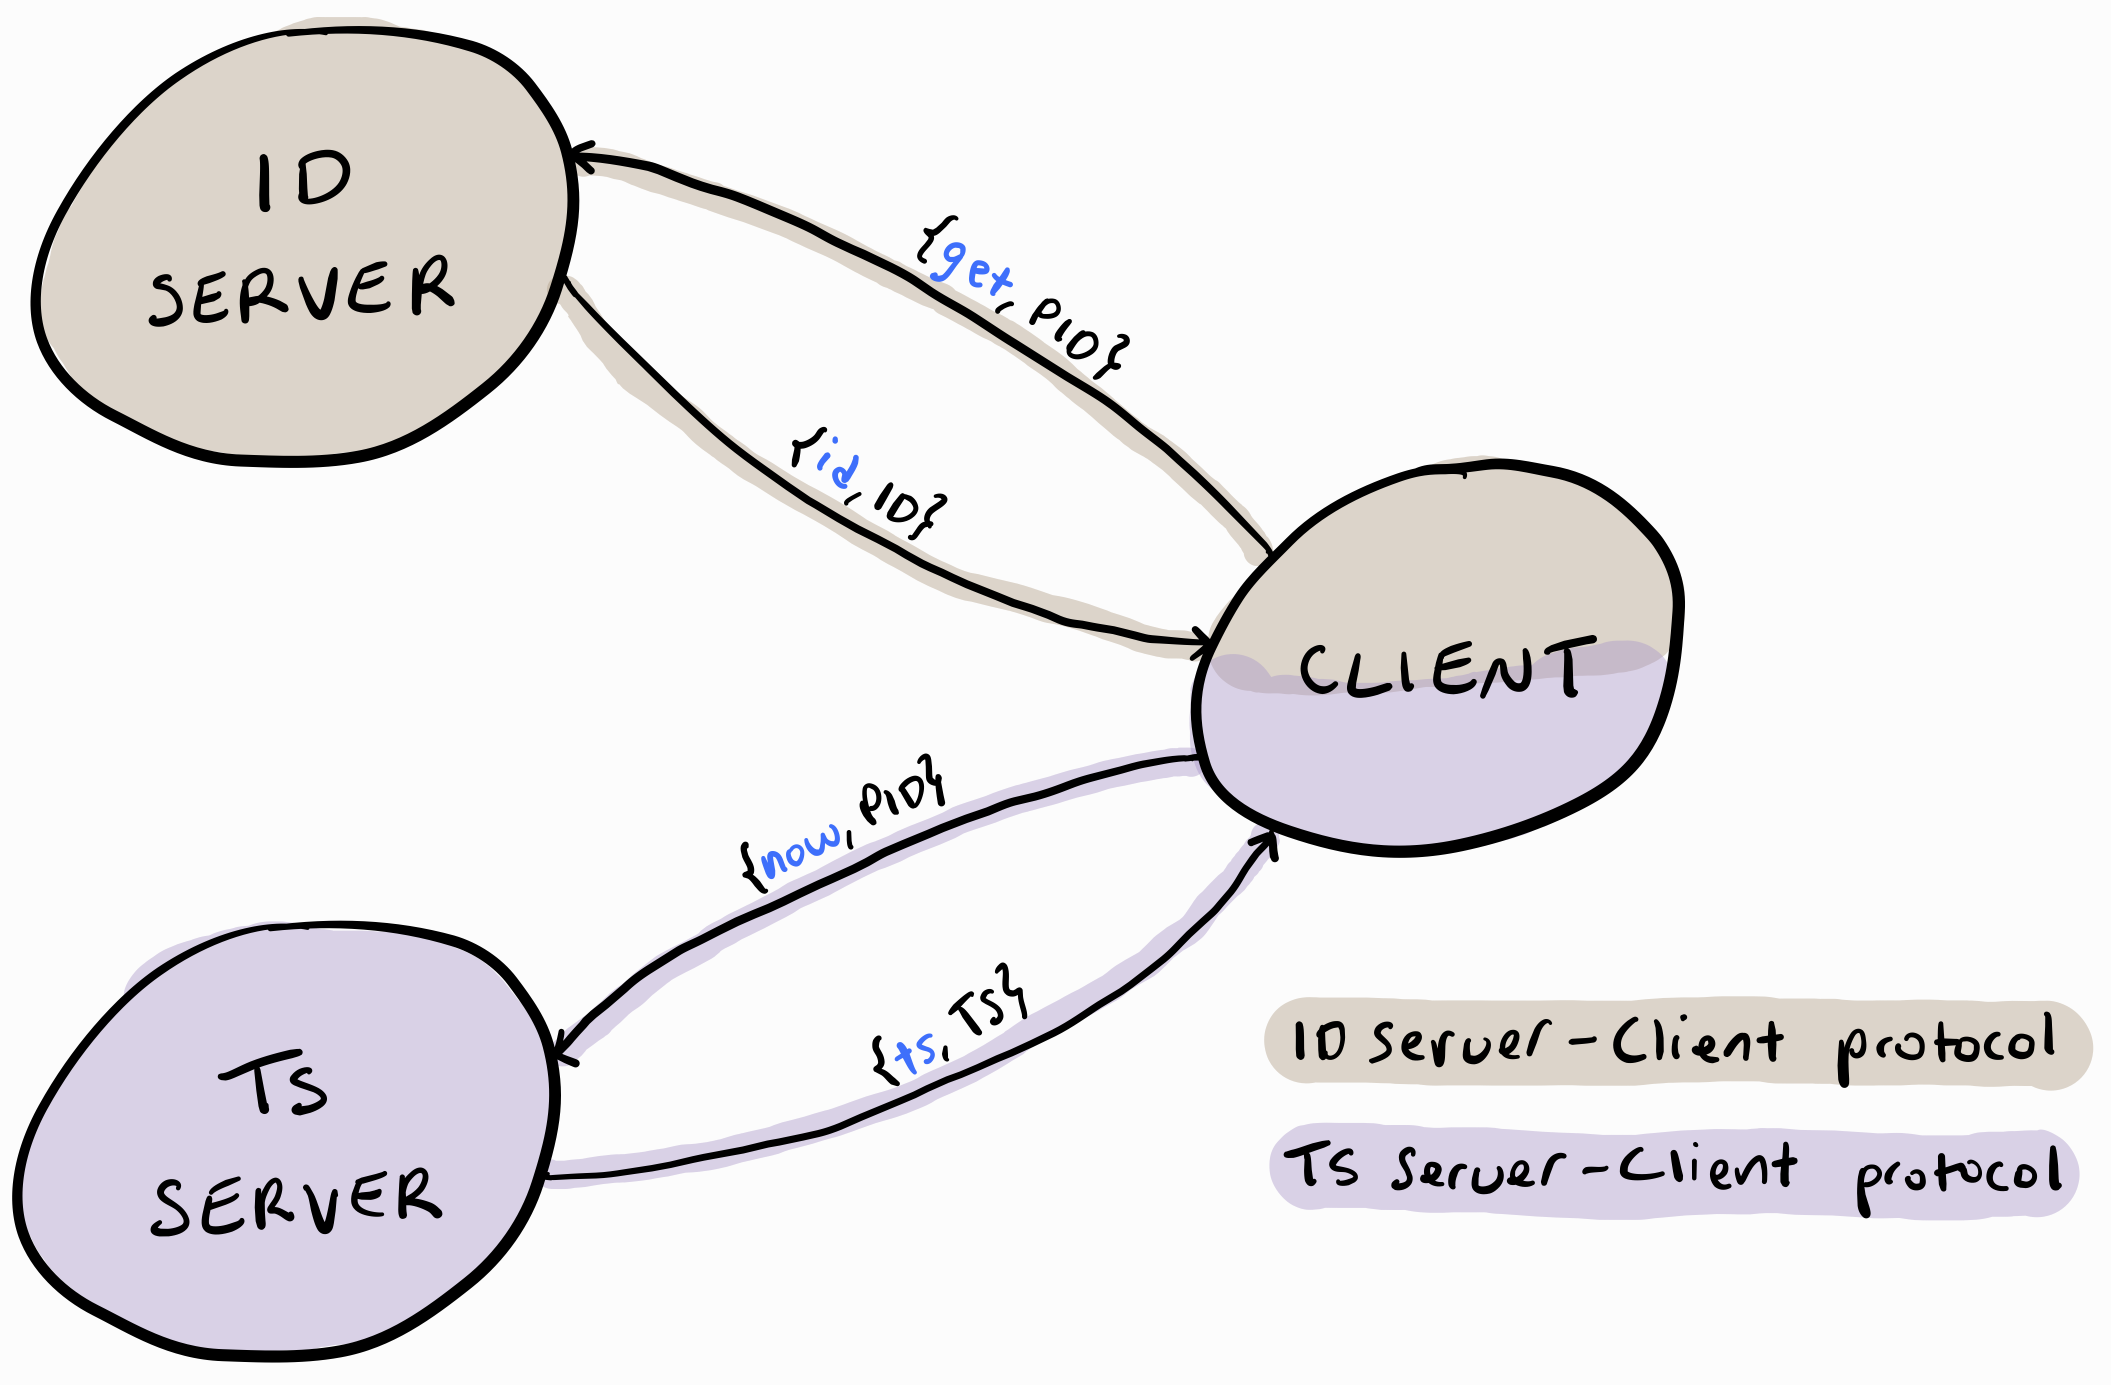 ID
SERVER
{get, PID}
{id, ID}
CLIENT
{now, PID}
{ts, TS}
TS
SERVER
ID Server-Client protocol
TS Server-Client protocol